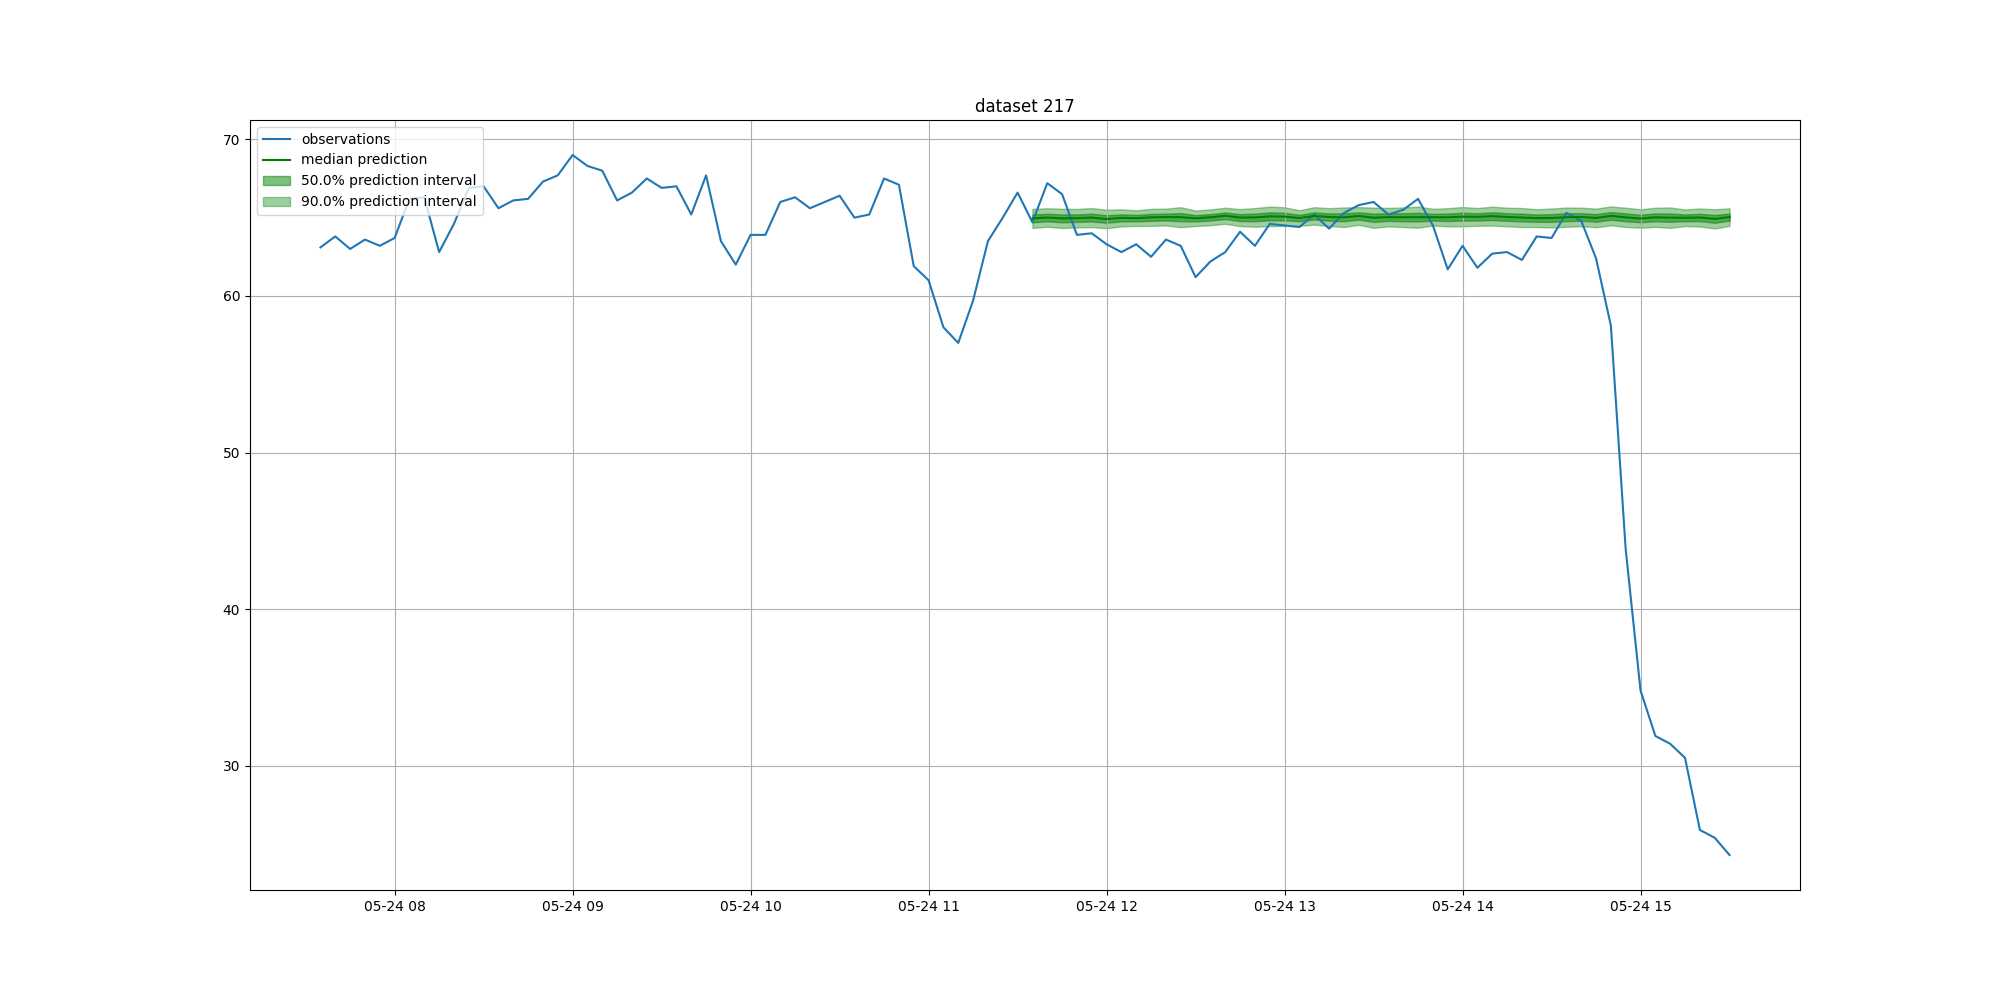 dataset 217
70
60
50
40
30
observations
median prediction
50.0% prediction interval
90.0% prediction interval
05-24 08
05-24 09
05-24 10
05-24 11
05-24 12
05-24 13
05-24 14
05-24 15